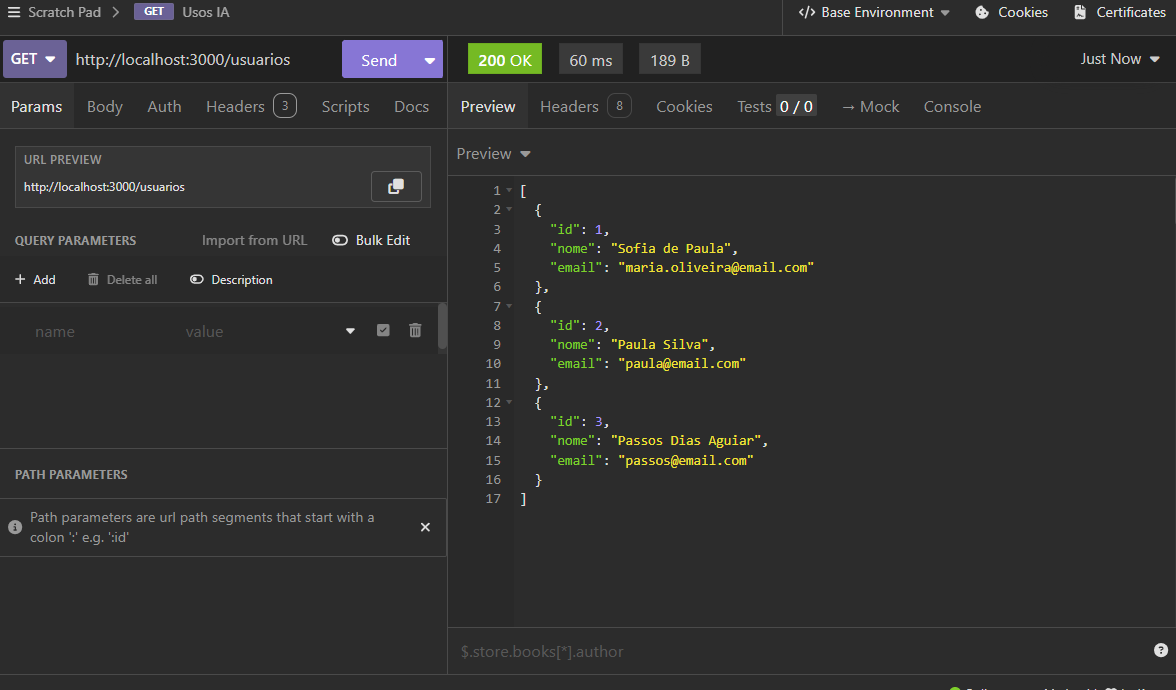 Scratch Pad > GET Usos IA
</> Base Environment Cookies Certificates
GET http://localhost:3000/usuarios Send
200 OK 60 ms 189 B Just Now
Params Body Auth Headers 3 Scripts Docs
Preview Headers 8 Cookies Tests 0 / 0 → Mock Console
URL PREVIEW
http://localhost:3000/usuarios
QUERY PARAMETERS Import from URL Bulk Edit
+ Add Delete all Description
name value
PATH PARAMETERS
Path parameters are url path segments that start with a
colon ':' e.g. ':id'
Preview
1 [
2 {
3 "id": 1,
4 "nome": "Sofia de Paula",
5 "email": "maria.oliveira@email.com"
6 },
7 {
8 "id": 2,
9 "nome": "Paula Silva",
10 "email": "paula@email.com"
11 },
12 {
13 "id": 3,
14 "nome": "Passos Dias Aguiar",
15 "email": "passos@email.com"
16 }
17 ]
$.store.books[*].author